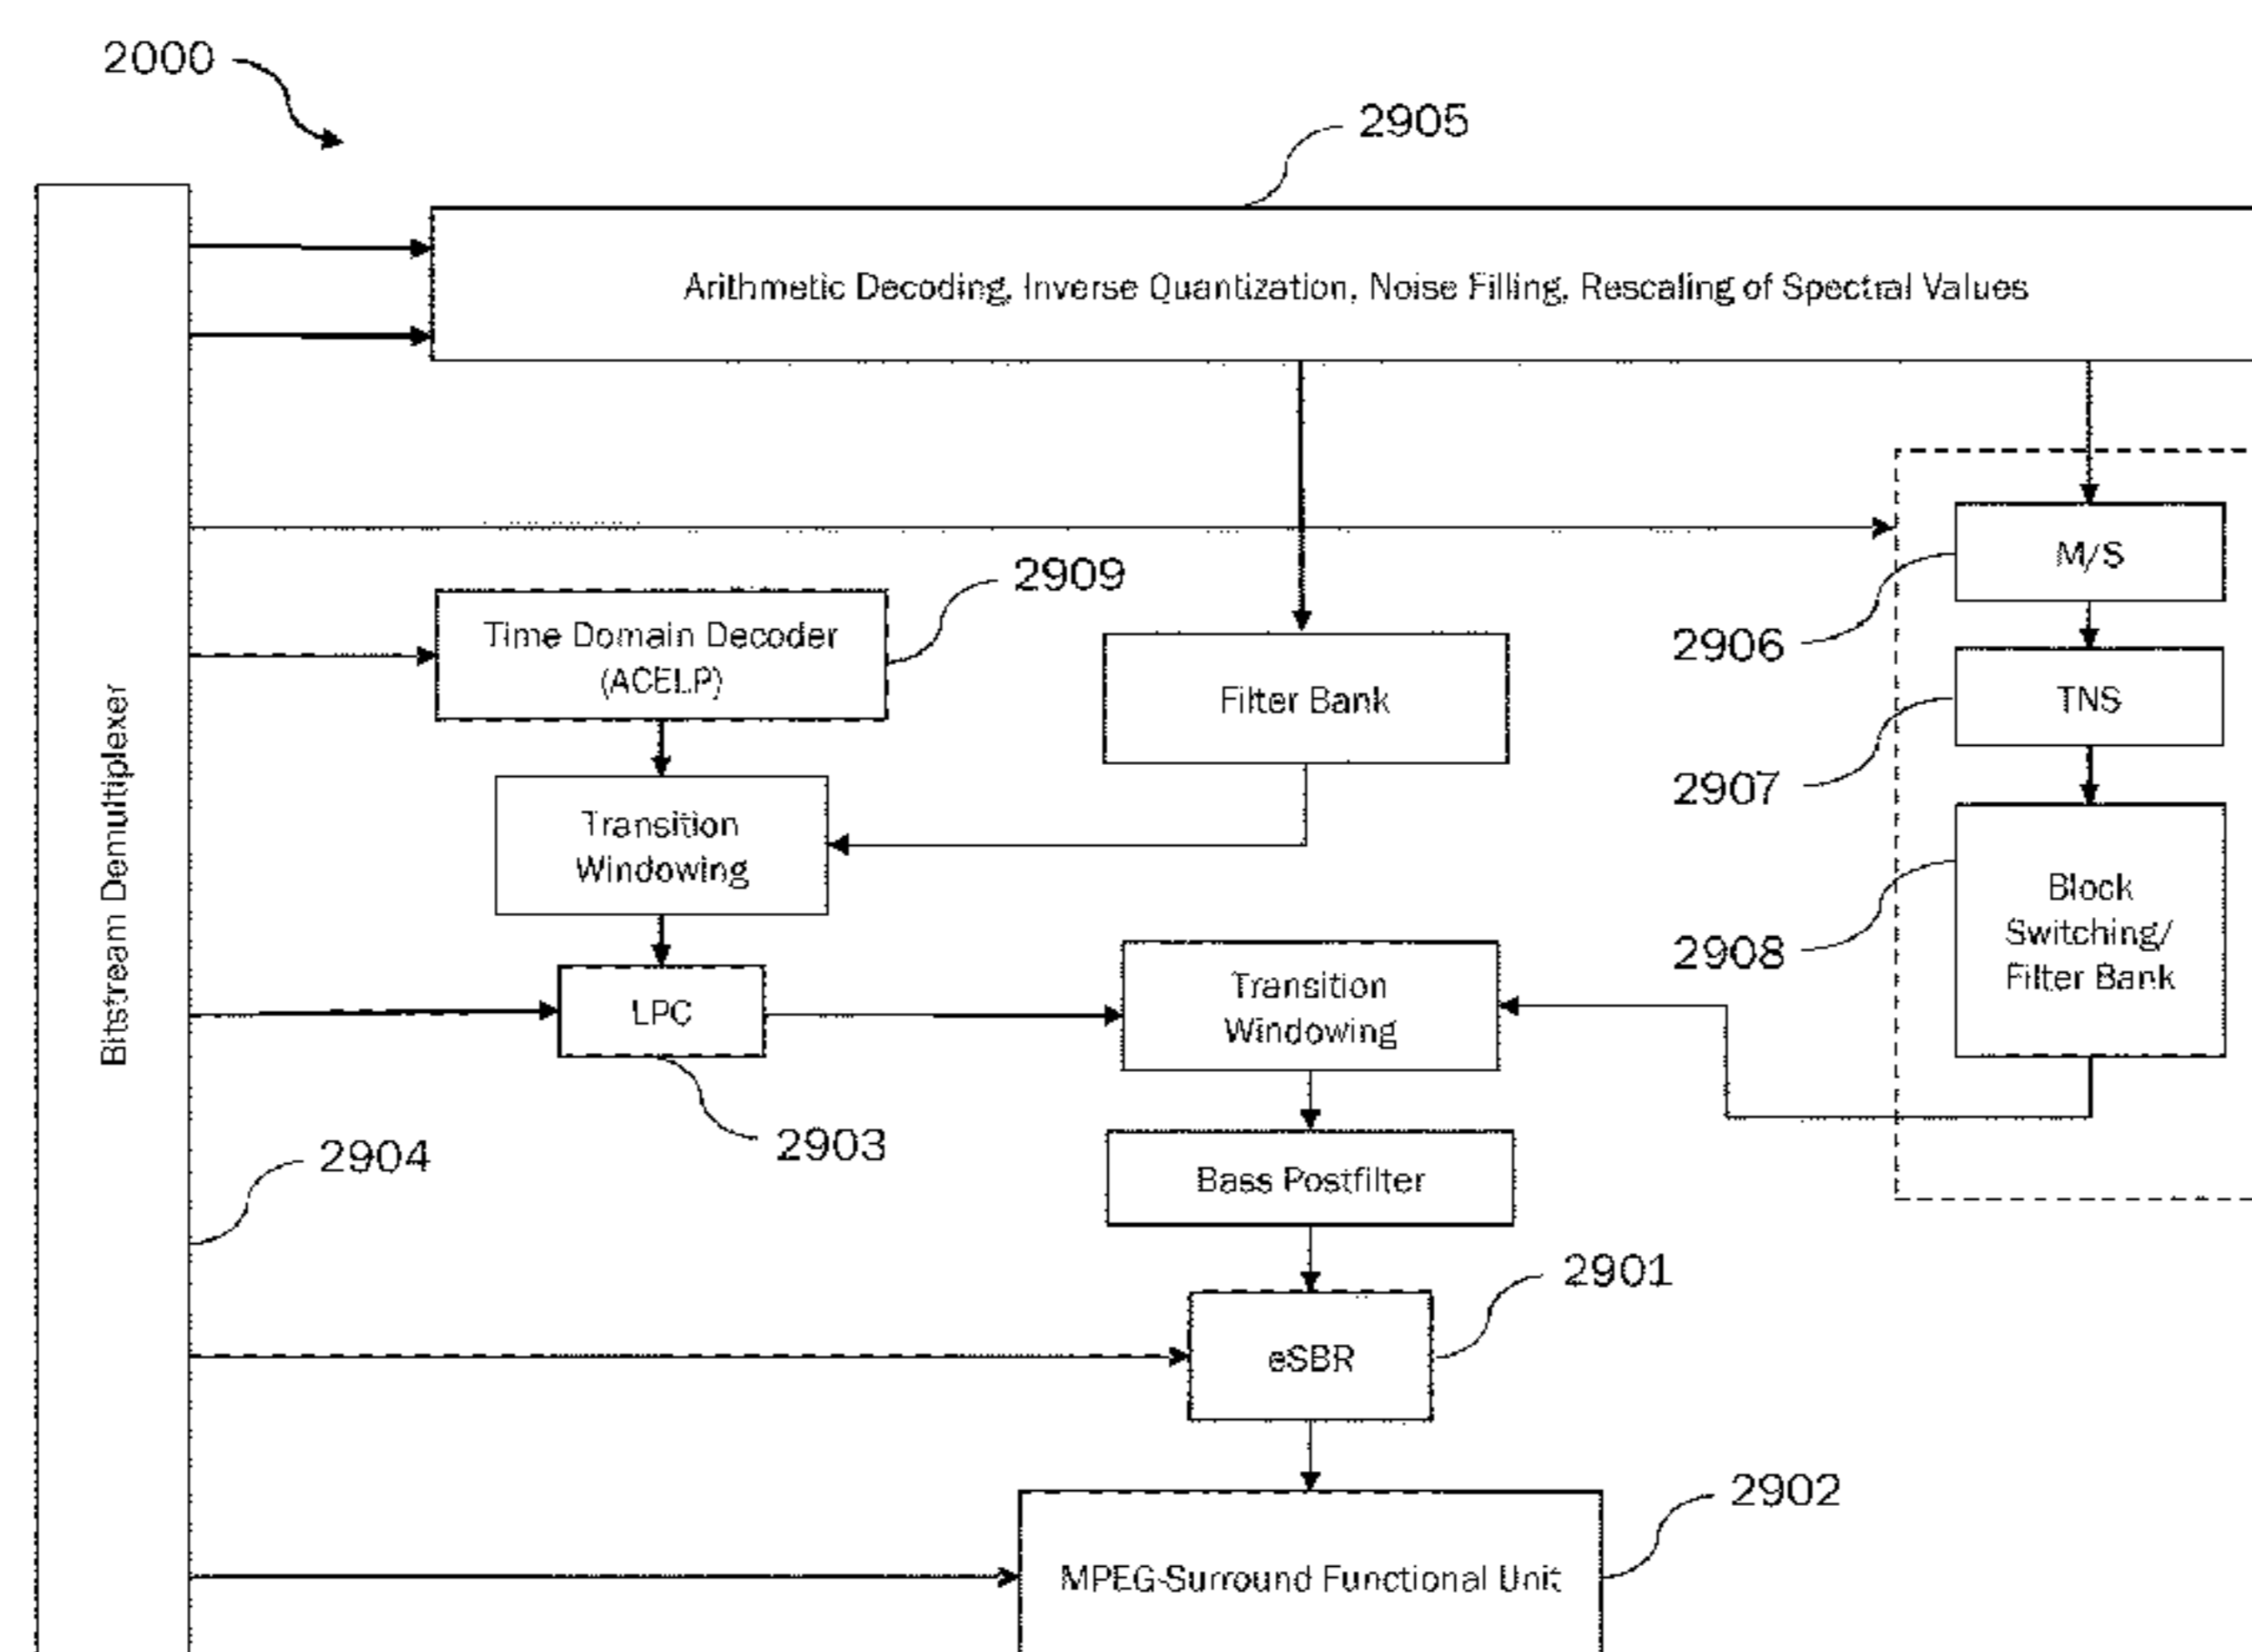 2000
2905
Arithmetic Decoding, Inverse Quantization, Noise Filling, Rescaling of Spectral Values
2909
Time Domain Decoder
(ACELP)
Filter Bank
M/S
2906
TNS
2907
Transition
Windowing
Block
Switching/
Filter Bank
2908
Bitstream Demultiplexer
LPC
2903
Transition
Windowing
2904
Bass Postfilter
2901
eSBR
2902
MPEG-Surround Functional Unit